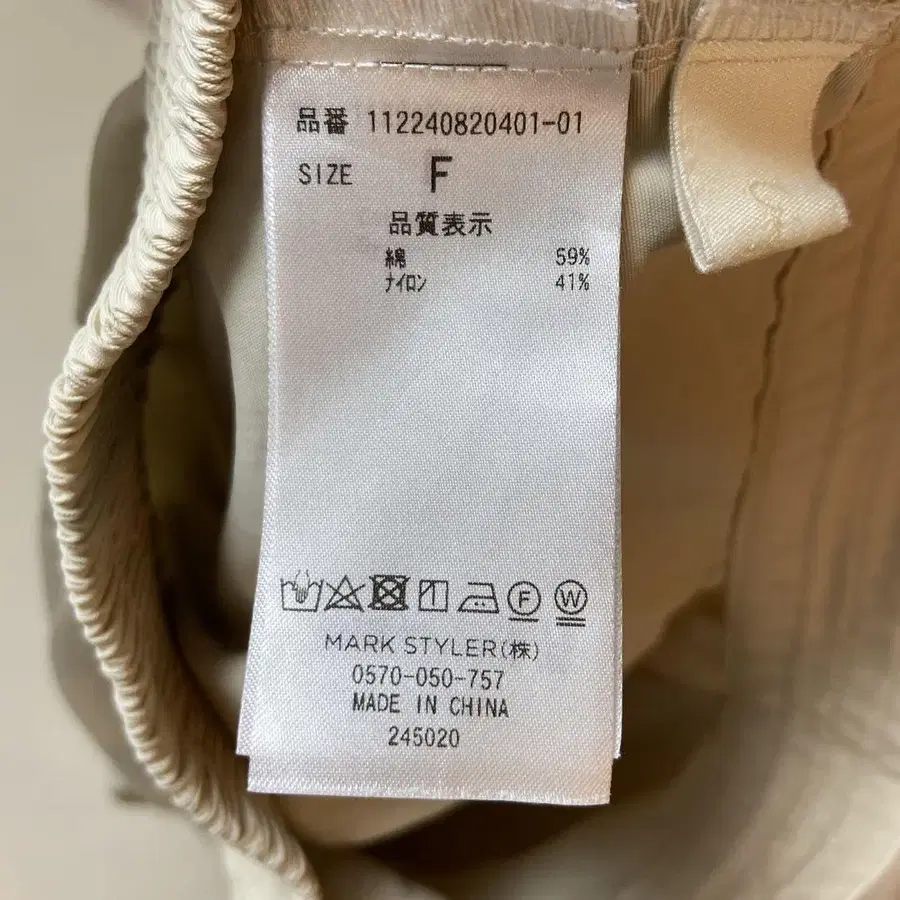 品番 112240820401-01
SIZE F
品質表示
綿 59%
ナイロン 41%
F W
MARK STYLER(株)
0570-050-757
MADE IN CHINA
245020